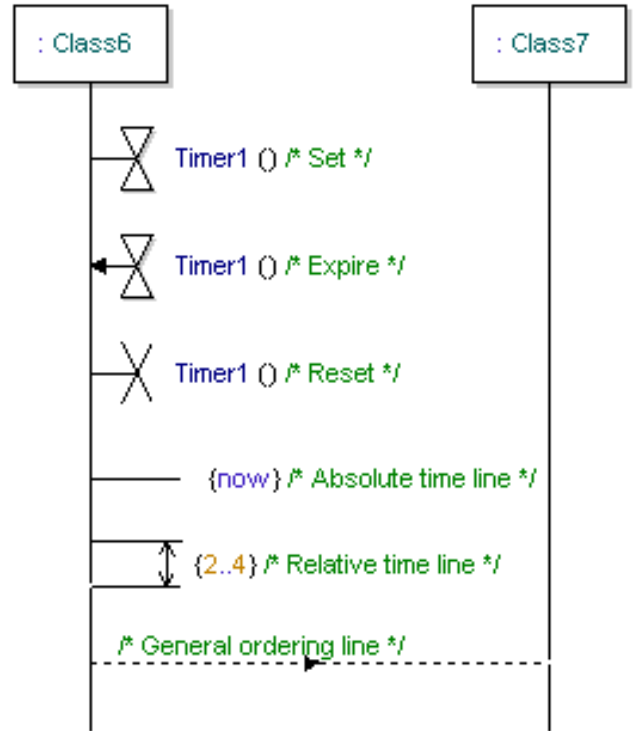 : Class6
: Class7
Timer1 () /* Set */
Timer1 () /* Expire */
Timer1 () /* Reset */
{now} /* Absolute time line */
{2..4} /* Relative time line */
/* General ordering line */